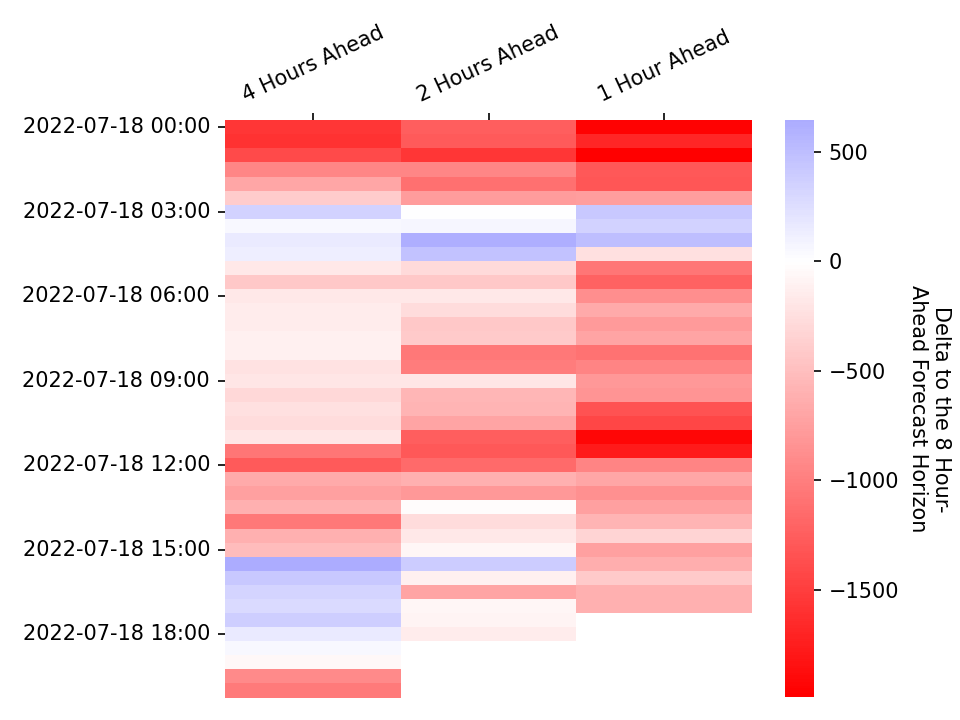 4 Hours Ahead
2 Hours Ahead
1 Hour Ahead
2022-07-18 00:00
2022-07-18 03:00
2022-07-18 06:00
2022-07-18 09:00
2022-07-18 12:00
2022-07-18 15:00
2022-07-18 18:00
500
0
−500
−1000
−1500
Delta to the 8 Hour-
Ahead Forecast Horizon